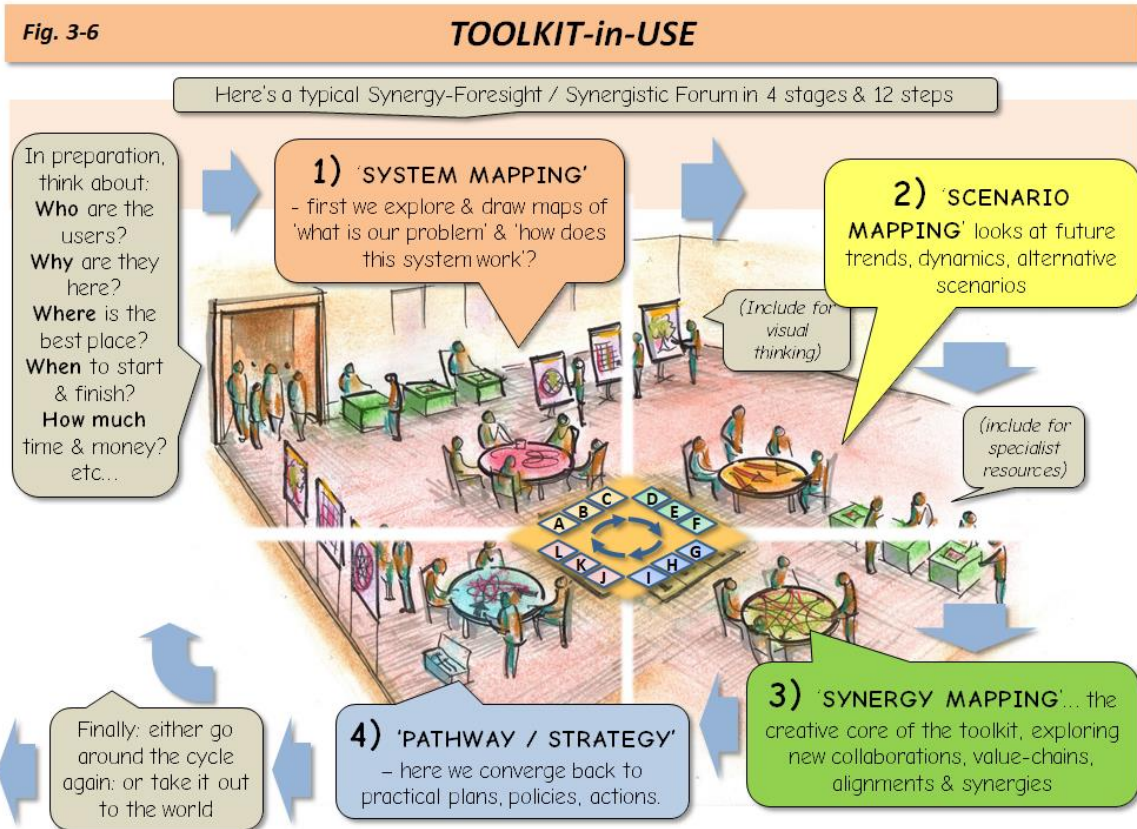 Fig. 3-6
TOOLKIT-in-USE
Here's a typical Synergy-Foresight / Synergistic Forum in 4 stages & 12 steps
In preparation,
think about:
Who are the
users?
Why are they
here?
Where is the
best place?
When to start
& finish?
How much
time & money?
etc...
1) 'SYSTEM MAPPING'
- first we explore & draw maps of
'what is our problem' & 'how does
this system work'?
2) 'SCENARIO
MAPPING' looks at future
trends, dynamics, alternative
scenarios
(Include for
visual
thinking)
(include for
specialist
resources)
A
B
C
D
E
F
G
H
I
J
K
L
3) 'SYNERGY MAPPING'... the
creative core of the toolkit, exploring
new collaborations, value-chains,
alignments & synergies
4) 'PATHWAY / STRATEGY'
– here we converge back to
practical plans, policies, actions.
Finally: either go
around the cycle
again: or take it out
to the world